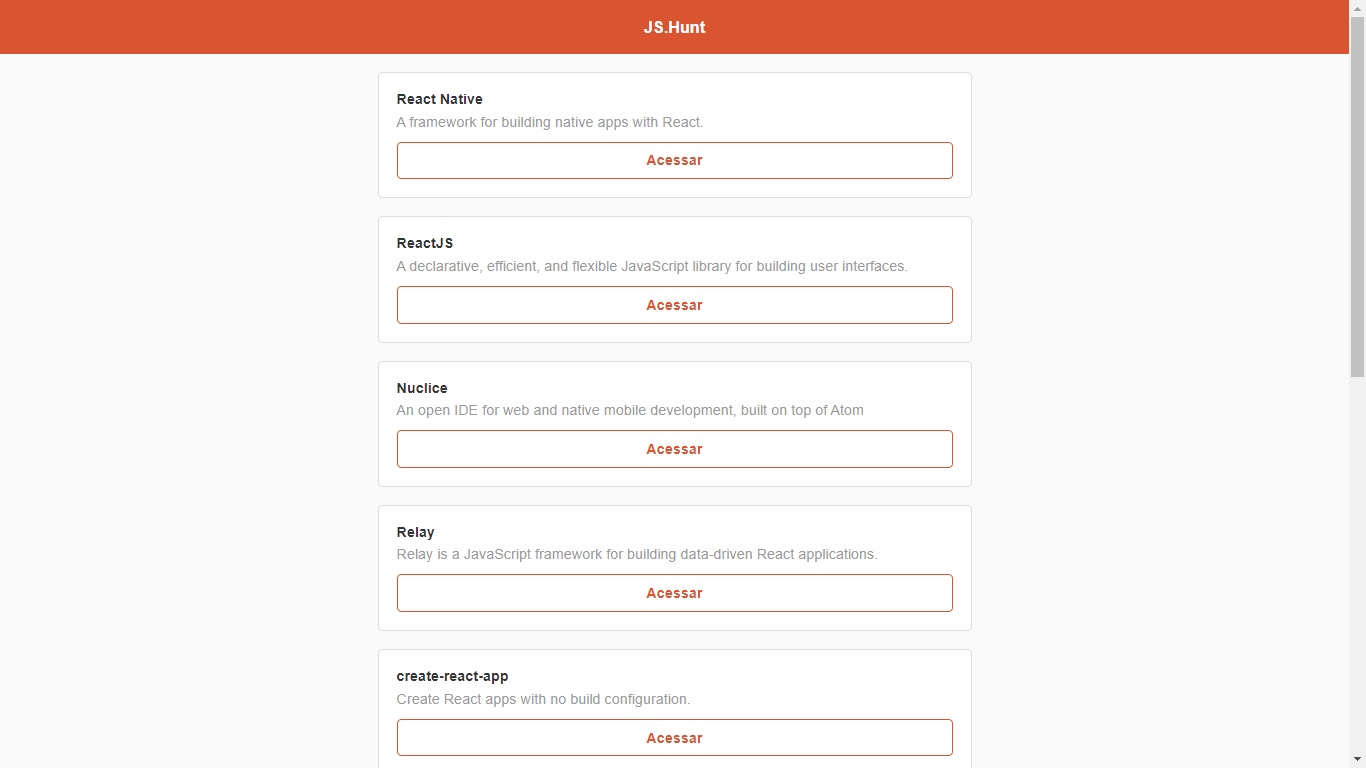 JS.Hunt
React Native
A framework for building native apps with React.
Acessar
ReactJS
A declarative, efficient, and flexible JavaScript library for building user interfaces.
Acessar
Nuclice
An open IDE for web and native mobile development, built on top of Atom
Acessar
Relay
Relay is a JavaScript framework for building data-driven React applications.
Acessar
create-react-app
Create React apps with no build configuration.
Acessar